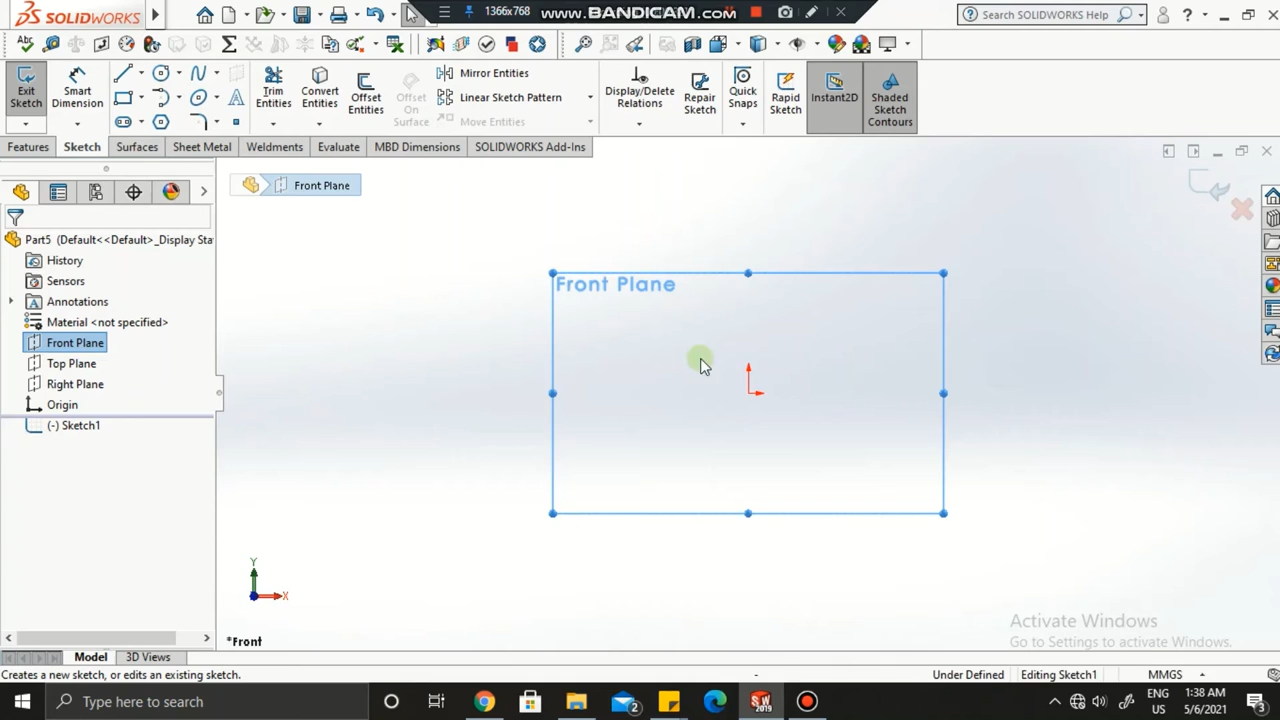 SOLIDWORKS
1366x768
www.BANDICAM.com
Search SOLIDWORKS Help
Exit Sketch
Smart Dimension
Trim Entities
Convert Entities
Offset Entities
Offset On Surface
Mirror Entities
Linear Sketch Pattern
Move Entities
Display/Delete Relations
Repair Sketch
Quick Snaps
Rapid Sketch
Instant2D
Shaded Sketch Contours
Features
Sketch
Surfaces
Sheet Metal
Weldments
Evaluate
MBD Dimensions
SOLIDWORKS Add-Ins
Front Plane
Part5 (Default<<Default>_Display Sta
History
Sensors
Annotations
Material <not specified>
Front Plane
Top Plane
Right Plane
Origin
(-) Sketch1
Front Plane
Y
X
*Front
Activate Windows
Go to Settings to activate Windows.
Model
3D Views
Creates a new sketch, or edits an existing sketch.
-
Under Defined
Editing Sketch1
MMGS
Type here to search
2
SW
2019
ENG
US
1:38 AM
5/6/2021
3